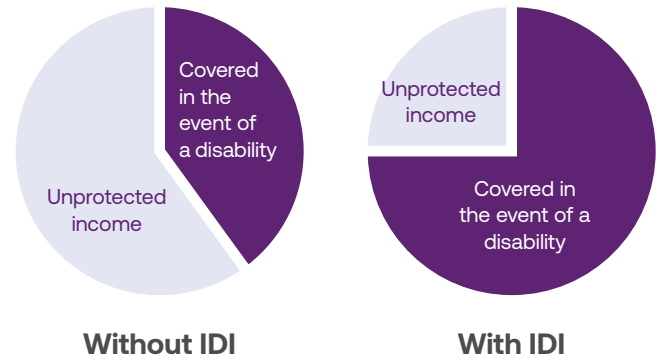 Covered
in the
event of
a disability
Unprotected
income
Without IDI
Unprotected
income
Covered in
the event of a
disability
With IDI